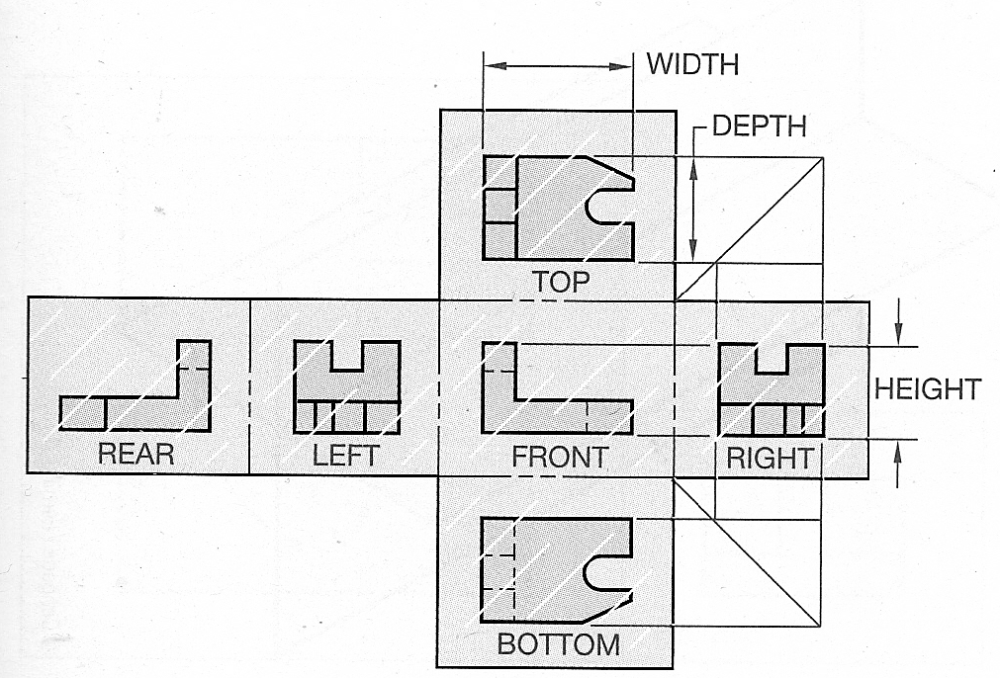 WIDTH
DEPTH
TOP
HEIGHT
REAR
LEFT
FRONT
RIGHT
BOTTOM